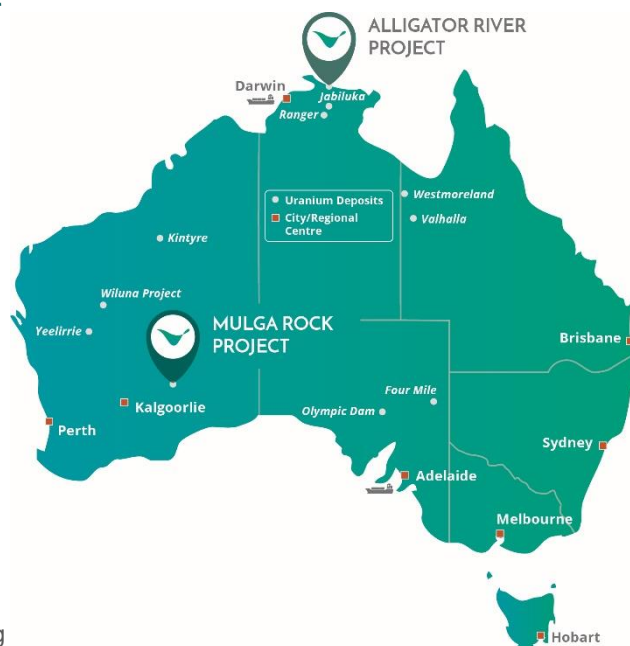 ALLIGATOR RIVER
PROJECT
Darwin
Jabiluka
Ranger
Uranium Deposits
City/Regional
Centre
Westmoreland
Valhalla
Kintyre
Wiluna Project
Yeelirrie
MULGA ROCK
PROJECT
Brisbane
Four Mile
Olympic Dam
Kalgoorlie
Perth
Sydney
Adelaide
Melbourne
Hobart
g